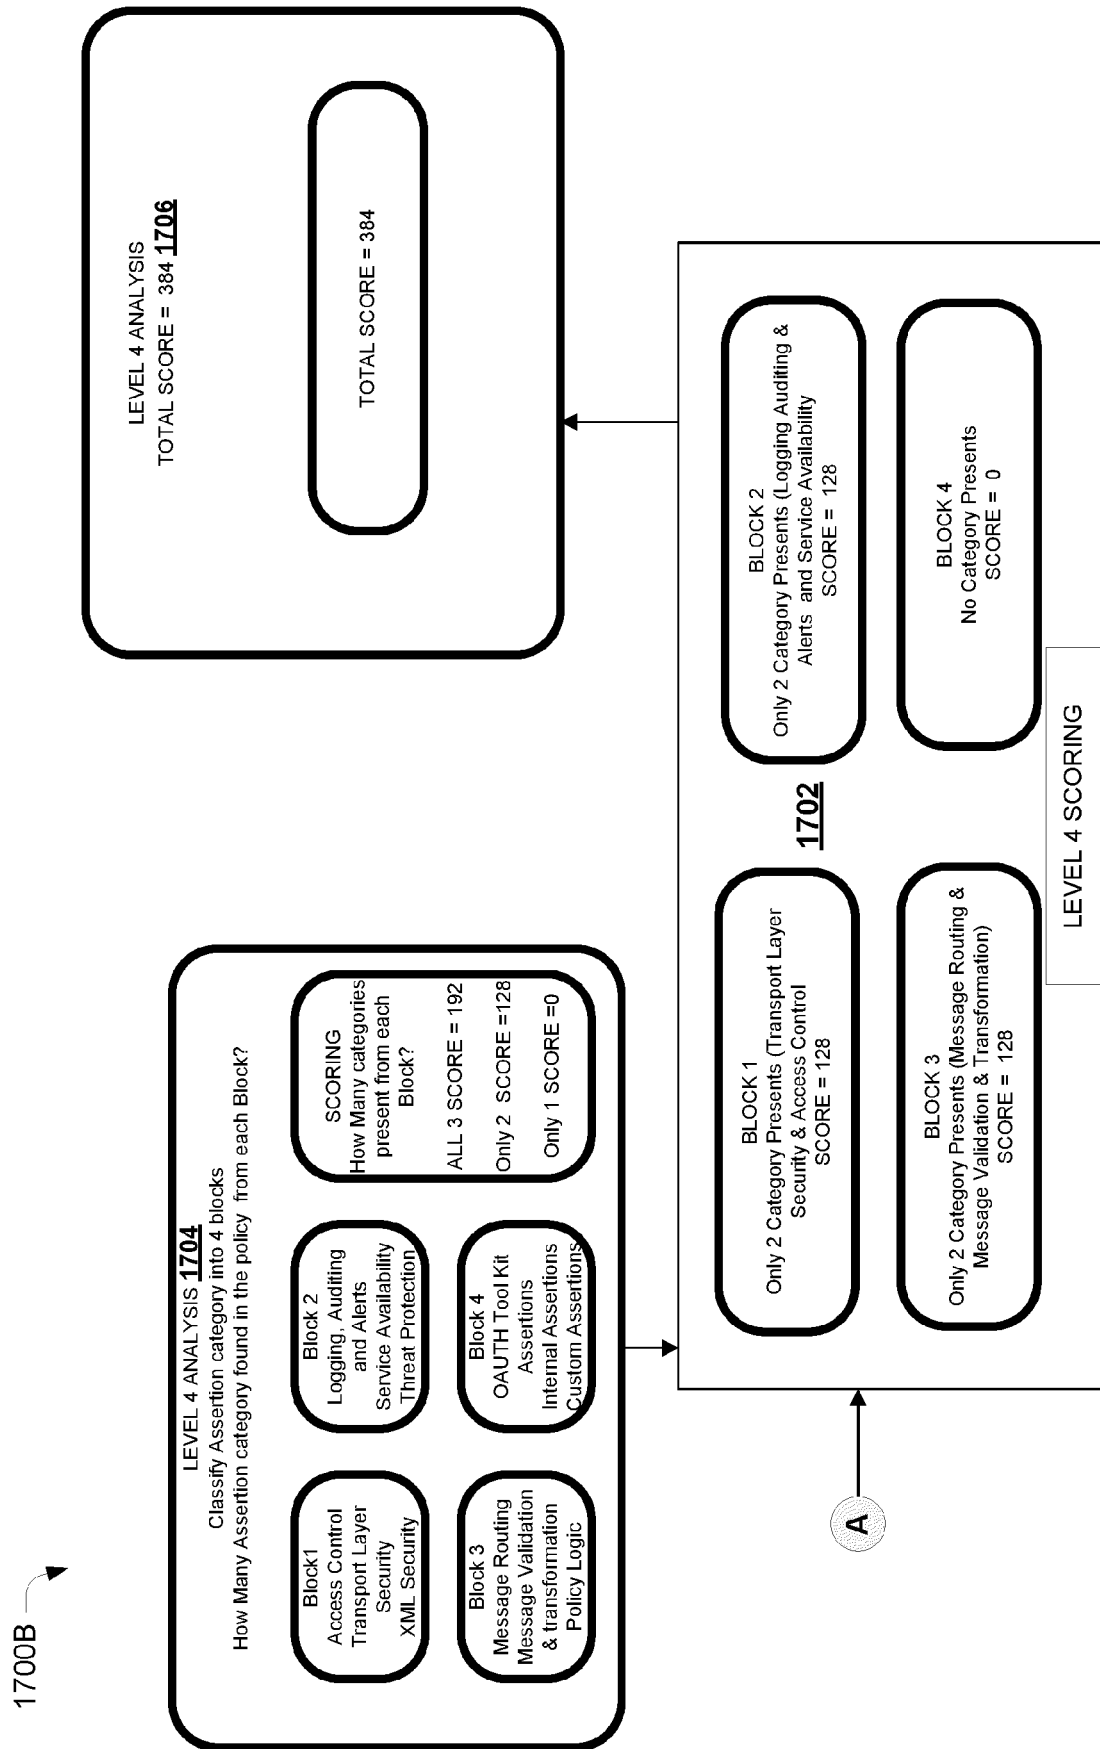 1700B
LEVEL 4 ANALYSIS 1704
Classify Assertion category into 4 blocks
How Many Assertion category found in the policy from each Block?
Block1
Access Control
Transport Layer
Security
XML Security
Block 2
Logging, Auditing
and Alerts
Service Availability
Threat Protection
Block 3
Message Routing
Message Validation
& transformation
Policy Logic
Block 4
OAUTH Tool Kit
Assertions
Internal Assertions
Custom Assertions
SCORING
How Many categories
present from each
Block?
ALL 3 SCORE = 192
Only 2 SCORE =128
Only 1 SCORE =0
LEVEL 4 ANALYSIS
TOTAL SCORE = 384 1706
TOTAL SCORE = 384
A
BLOCK 1
Only 2 Category Presents (Transport Layer
Security & Access Control
SCORE = 128
1702
BLOCK 2
Only 2 Category Presents (Logging Auditing &
Alerts and Service Availability
SCORE = 128
BLOCK 3
Only 2 Category Presents (Message Routing &
Message Validation & Transformation)
SCORE = 128
BLOCK 4
No Category Presents
SCORE = 0
LEVEL 4 SCORING